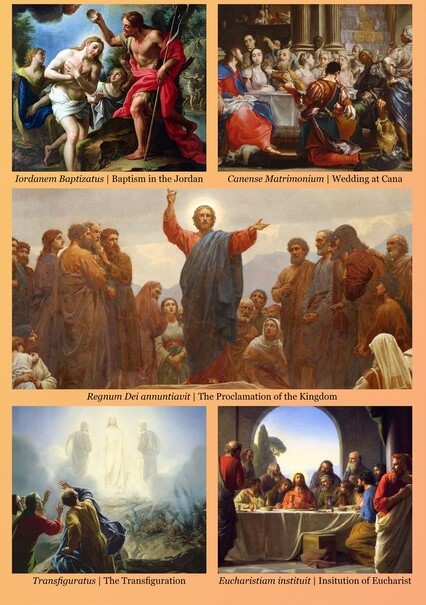 Iordanem Baptizatus | Baptism in the Jordan
Canense Matrimonium | Wedding at Cana
Regnum Dei annuntiavit | The Proclamation of the Kingdom
Transfiguratus | The Transfiguration
Eucharistiam instituit | Insitution of Eucharist